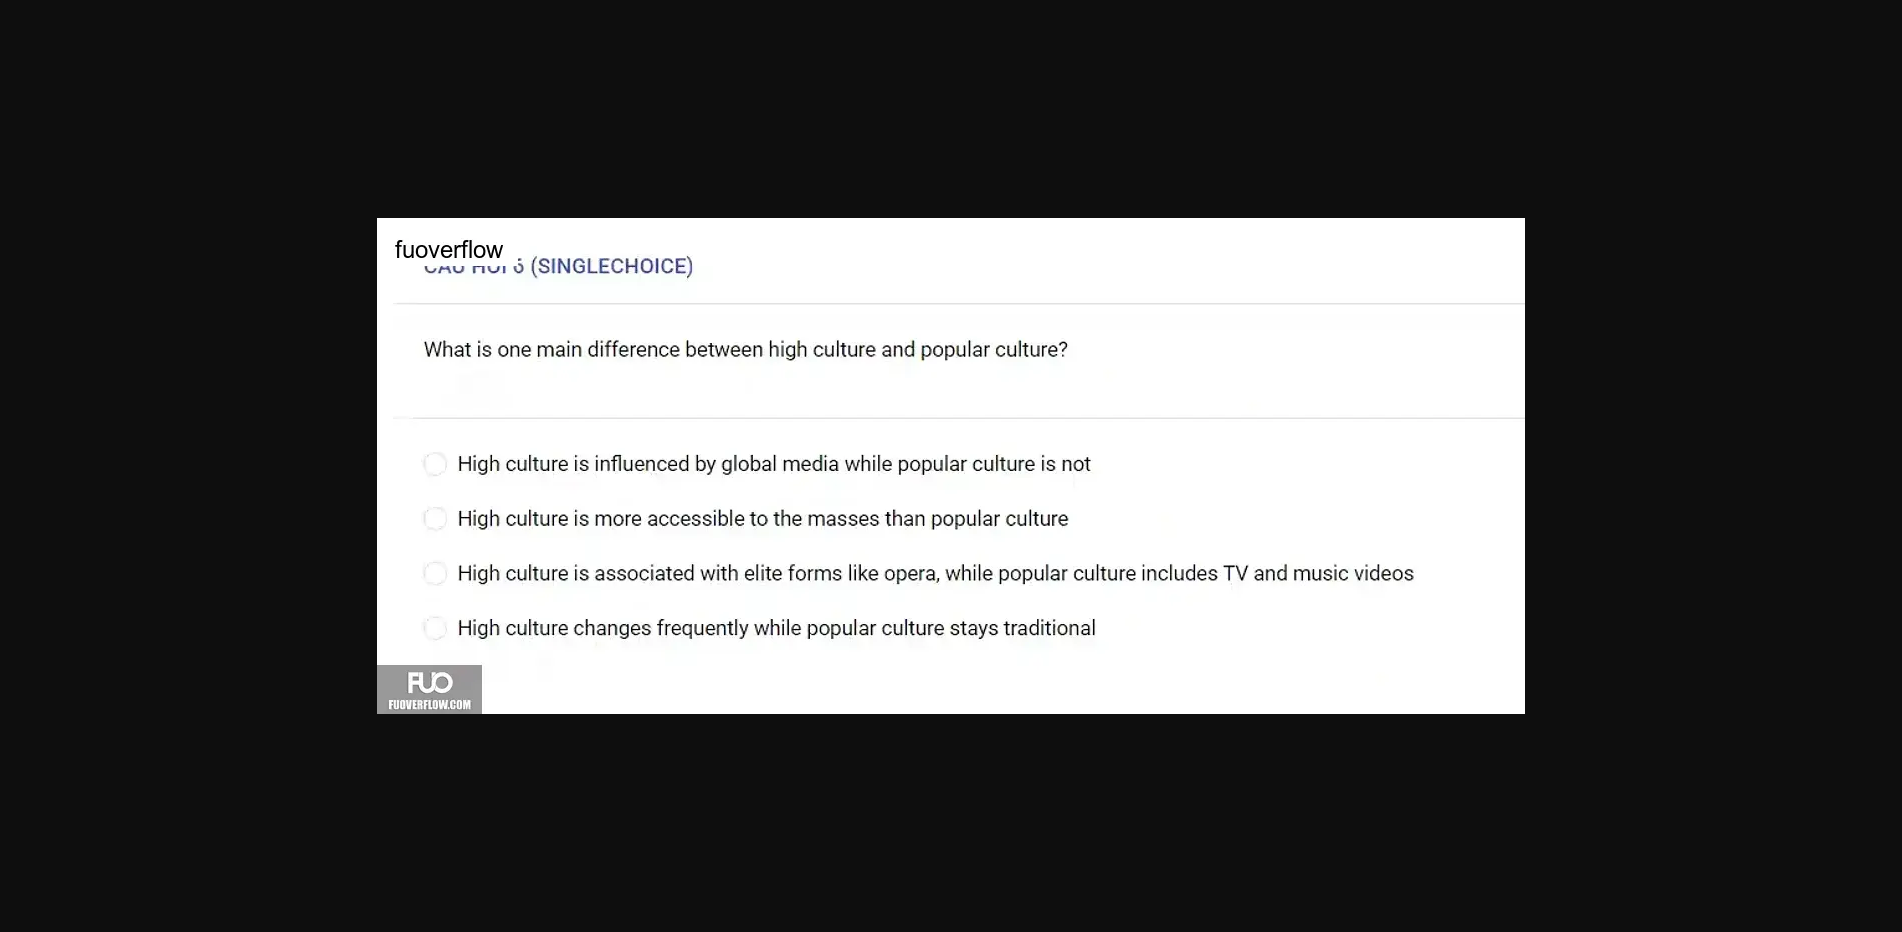 fuoverflow
(SINGLECHOICE)
What is one main difference between high culture and popular culture?
High culture is influenced by global media while popular culture is not
High culture is more accessible to the masses than popular culture
High culture is associated with elite forms like opera, while popular culture includes TV and music videos
High culture changes frequently while popular culture stays traditional
FUO
FUOVERFLOW.COM